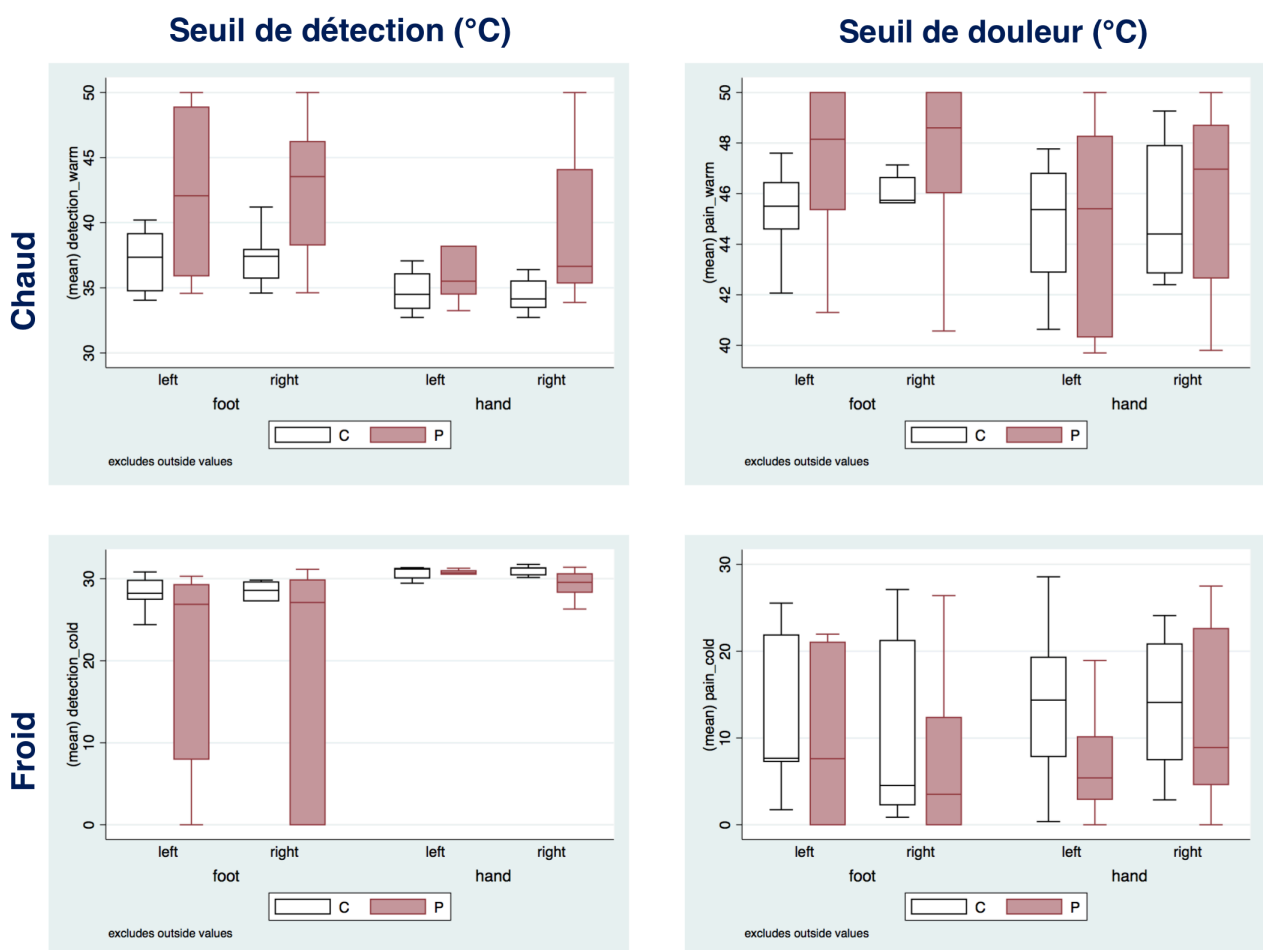 Seuil de détection (°C)
Seuil de douleur (°C)
Chaud
(mean) detection_warm
50
45
40
35
30
left right left right
foot hand
C P
excludes outside values
(mean) pain_warm
50
48
46
44
42
40
left right left right
foot hand
C P
excludes outside values
Froid
(mean) detection_cold
30
20
10
0
left right left right
foot hand
C P
excludes outside values
(mean) pain_cold
30
20
10
0
left right left right
foot hand
C P
excludes outside values